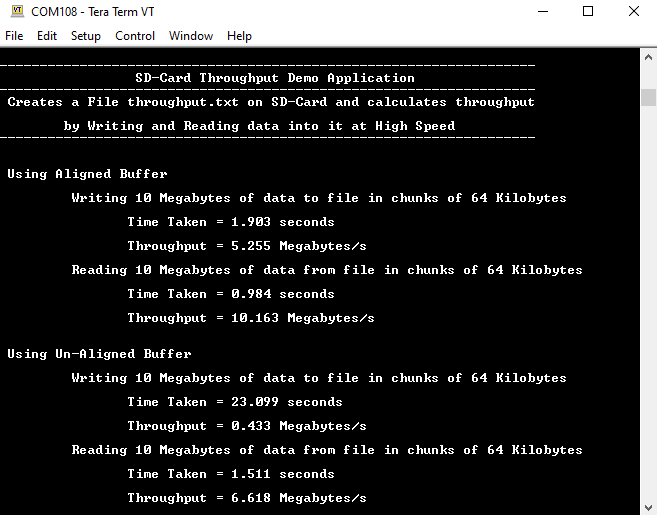 COM108 - Tera Term VT
File Edit Setup Control Window Help
SD-Card Throughput Demo Application
Creates a File throughput.txt on SD-Card and calculates throughput
by Writing and Reading data into it at High Speed
Using Aligned Buffer
Writing 10 Megabytes of data to file in chunks of 64 Kilobytes
Time Taken = 1.903 seconds
Throughput = 5.255 Megabytes/s
Reading 10 Megabytes of data from file in chunks of 64 Kilobytes
Time Taken = 0.984 seconds
Throughput = 10.163 Megabytes/s
Using Un-Aligned Buffer
Writing 10 Megabytes of data to file in chunks of 64 Kilobytes
Time Taken = 23.099 seconds
Throughput = 0.433 Megabytes/s
Reading 10 Megabytes of data from file in chunks of 64 Kilobytes
Time Taken = 1.511 seconds
Throughput = 6.618 Megabytes/s